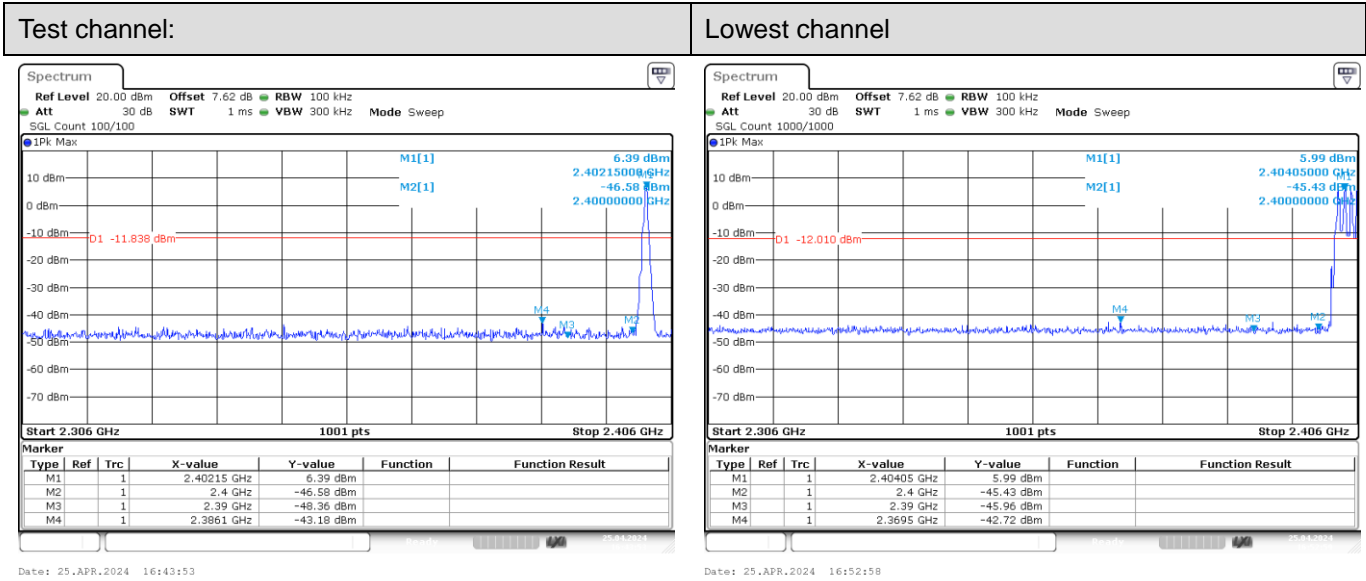 Test channel:
Lowest channel
Spectrum
Ref Level 20.00 dBm Offset 7.62 dB RBW 100 kHz
Att 30 dB SWT 1 ms VBW 300 kHz Mode Sweep
SGL Count 100/100
1Pk Max
M1[1] 6.39 dBm
2.40215000 GHz
M2[1] -46.58 dBm
2.40000000 GHz
M1
10 dBm
0 dBm
-10 dBm
D1 -11.838 dBm
-20 dBm
-30 dBm
-40 dBm
M4
M3
M2
-50 dBm
-60 dBm
-70 dBm
Start 2.306 GHz 1001 pts Stop 2.406 GHz
Marker
Type Ref Trc X-value Y-value Function Function Result
M1 1 2.40215 GHz 6.39 dBm
M2 1 2.4 GHz -46.58 dBm
M3 1 2.39 GHz -48.36 dBm
M4 1 2.3861 GHz -43.18 dBm
Date: 25.APR.2024 16:43:53
Spectrum
Ref Level 20.00 dBm Offset 7.62 dB RBW 100 kHz
Att 30 dB SWT 1 ms VBW 300 kHz Mode Sweep
SGL Count 1000/1000
1Pk Max
M1[1] 5.99 dBm
2.40405000 GHz
M2[1] -45.43 dBm
2.40000000 GHz
M1
10 dBm
0 dBm
-10 dBm
D1 -12.010 dBm
-20 dBm
-30 dBm
-40 dBm
M4
M3
M2
-50 dBm
-60 dBm
-70 dBm
Start 2.306 GHz 1001 pts Stop 2.406 GHz
Marker
Type Ref Trc X-value Y-value Function Function Result
M1 1 2.40405 GHz 5.99 dBm
M2 1 2.4 GHz -45.43 dBm
M3 1 2.39 GHz -45.96 dBm
M4 1 2.3695 GHz -42.72 dBm
Date: 25.APR.2024 16:52:58